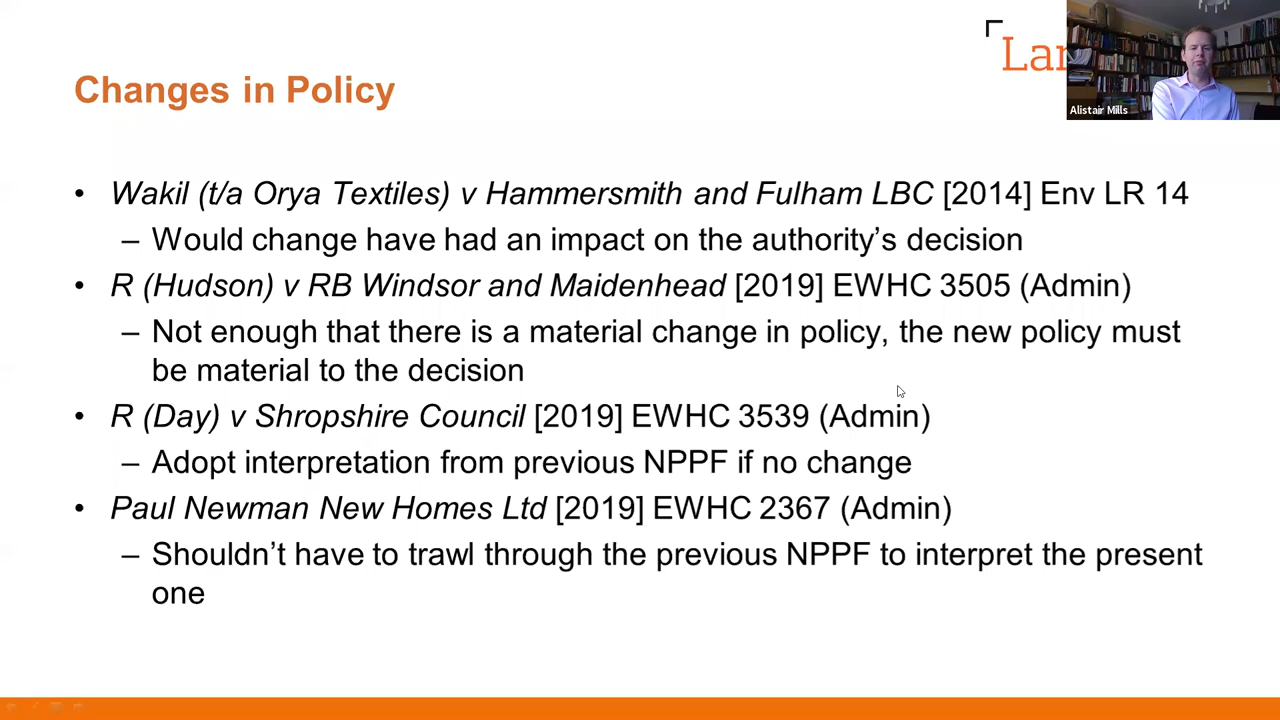 Changes in Policy
Lan
Alistair Mills
• Wakil (t/a Orya Textiles) v Hammersmith and Fulham LBC [2014] Env LR 14
– Would change have had an impact on the authority’s decision
• R (Hudson) v RB Windsor and Maidenhead [2019] EWHC 3505 (Admin)
– Not enough that there is a material change in policy, the new policy must
be material to the decision
• R (Day) v Shropshire Council [2019] EWHC 3539 (Admin)
– Adopt interpretation from previous NPPF if no change
• Paul Newman New Homes Ltd [2019] EWHC 2367 (Admin)
– Shouldn’t have to trawl through the previous NPPF to interpret the present
one